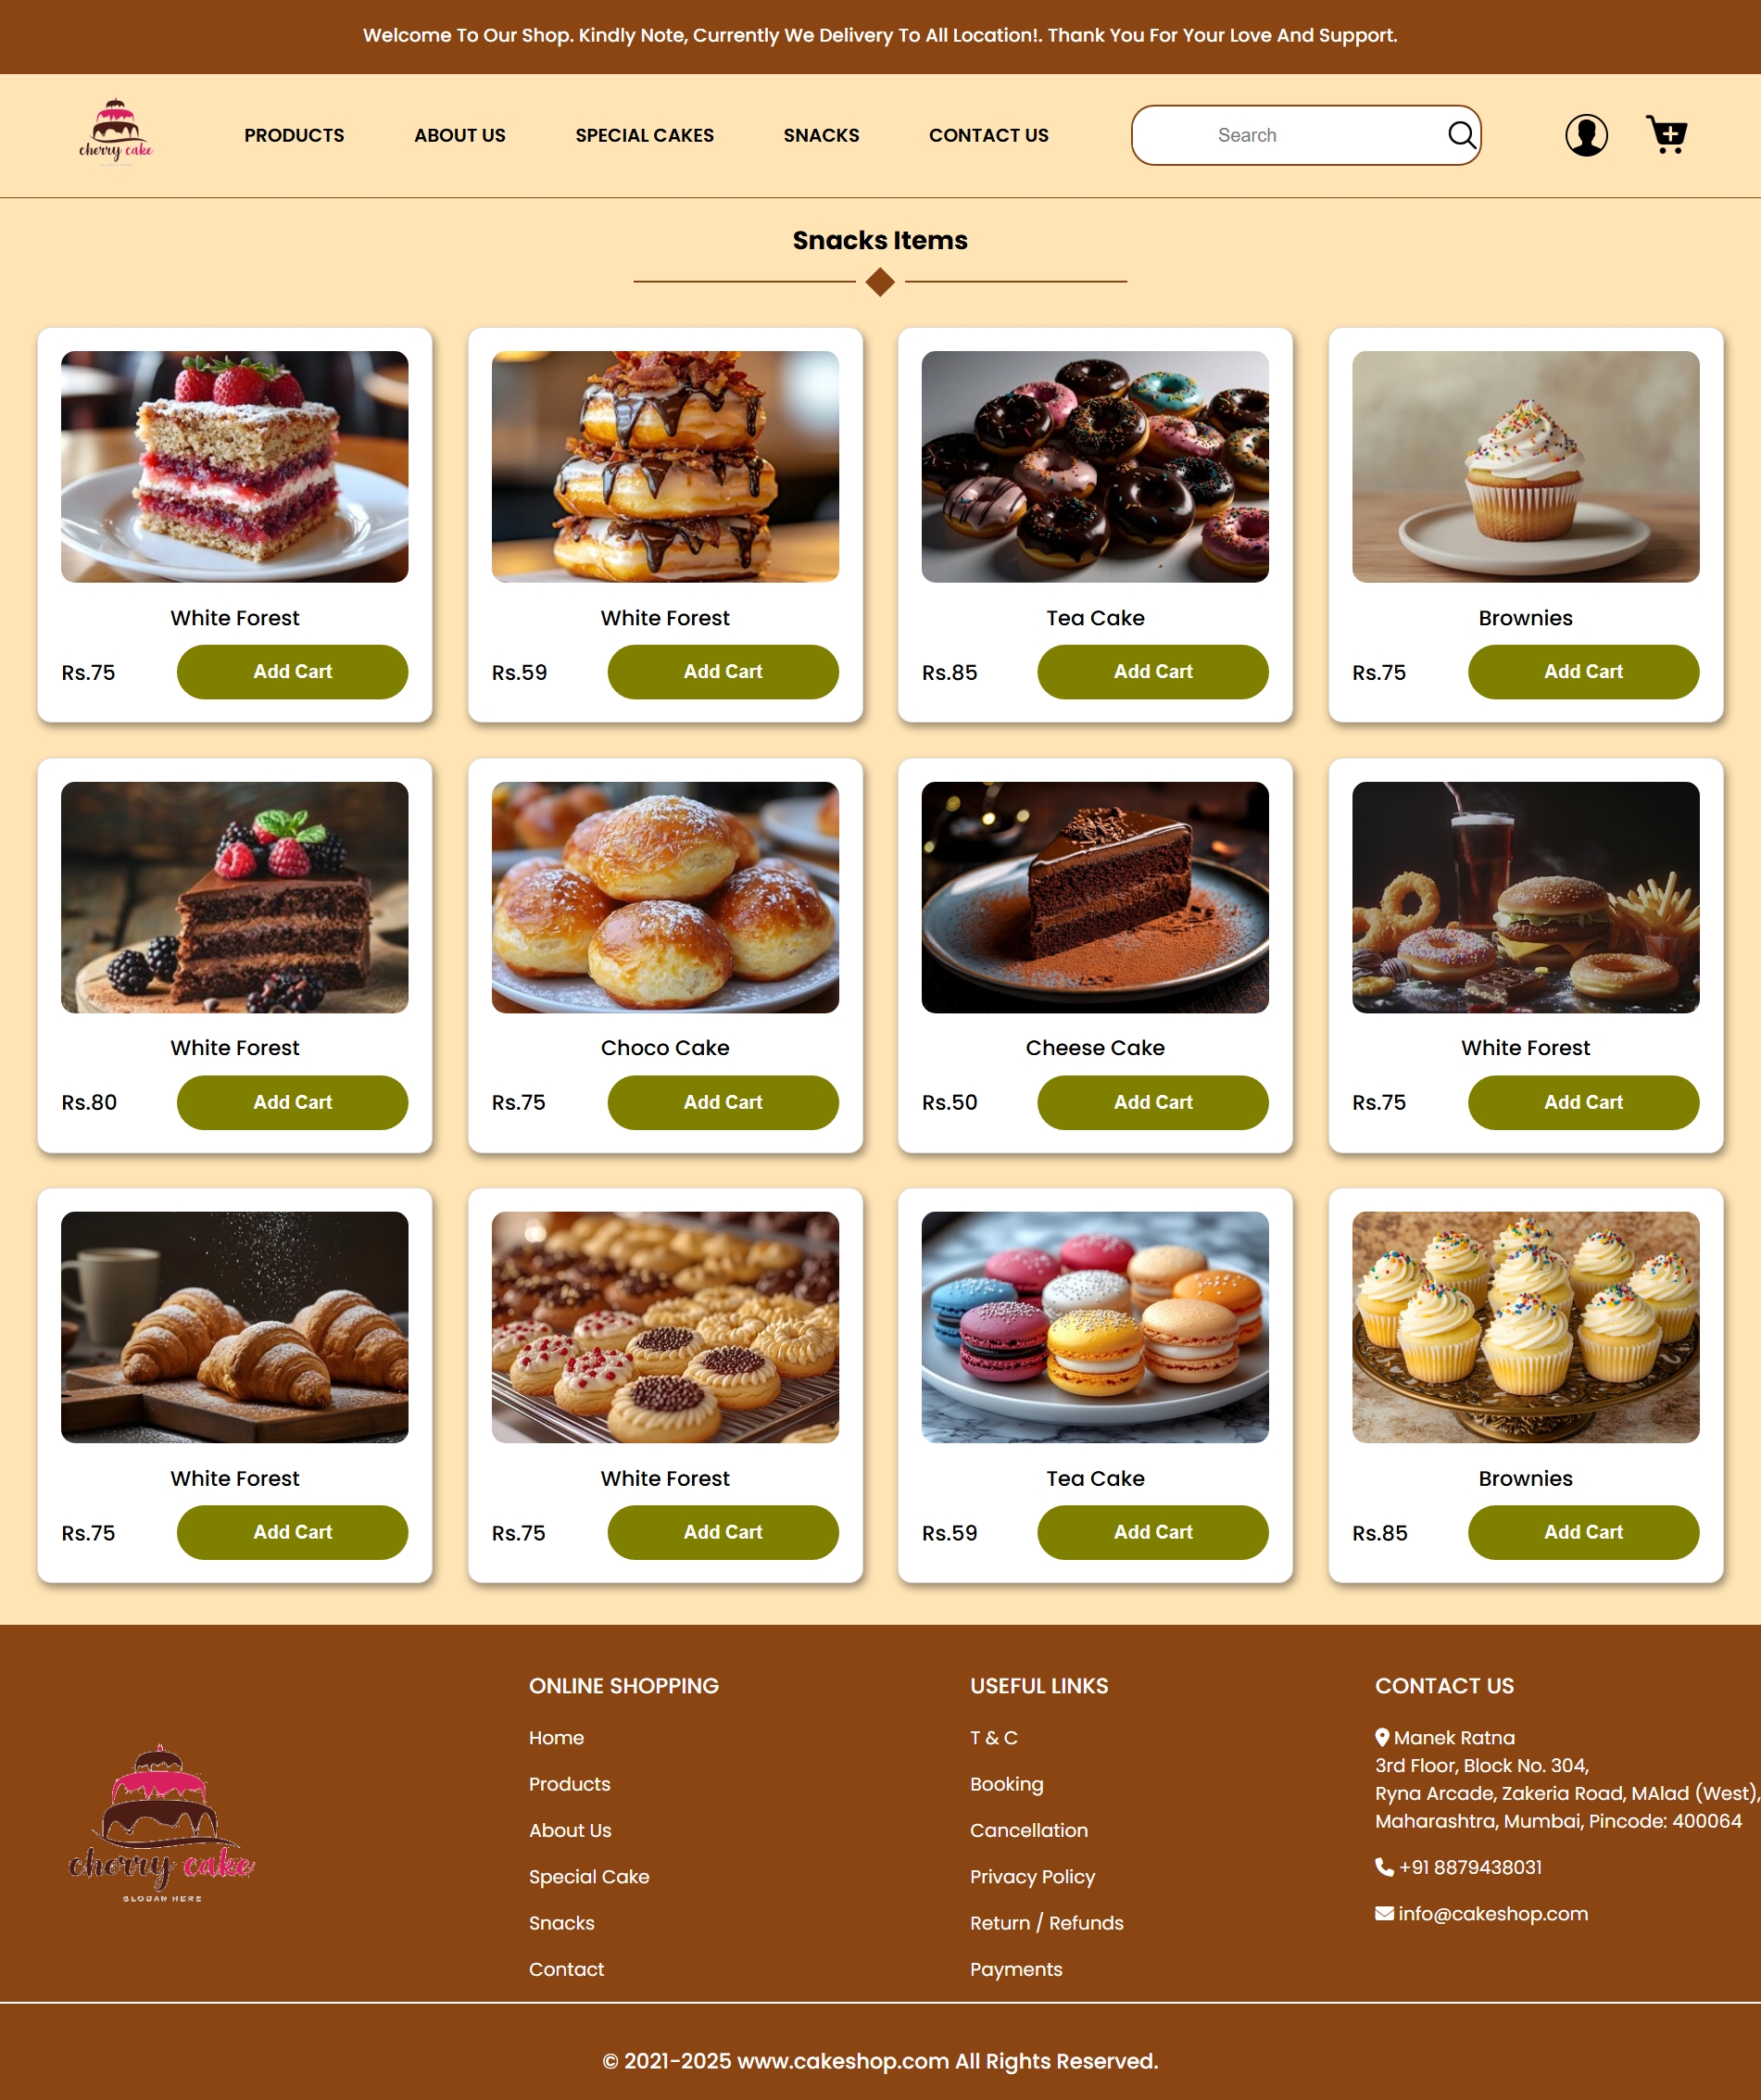 Welcome To Our Shop. Kindly Note, Currently We Delivery To All Location!. Thank You For Your Love And Support.
cherry cake
PRODUCTS
ABOUT US
SPECIAL CAKES
SNACKS
CONTACT US
Search
Snacks Items
White Forest
Rs.75
Add Cart
White Forest
Rs.59
Add Cart
Tea Cake
Rs.85
Add Cart
Brownies
Rs.75
Add Cart
White Forest
Rs.80
Add Cart
Choco Cake
Rs.75
Add Cart
Cheese Cake
Rs.50
Add Cart
White Forest
Rs.75
Add Cart
White Forest
Rs.75
Add Cart
White Forest
Rs.75
Add Cart
Tea Cake
Rs.59
Add Cart
Brownies
Rs.85
Add Cart
cherry cake
SLOGAN HERE
ONLINE SHOPPING
Home
Products
About Us
Special Cake
Snacks
Contact
USEFUL LINKS
T & C
Booking
Cancellation
Privacy Policy
Return / Refunds
Payments
CONTACT US
Manek Ratna
3rd Floor, Block No. 304,
Ryna Arcade, Zakeria Road, MAlad (West),
Maharashtra, Mumbai, Pincode: 400064
+91 8879438031
info@cakeshop.com
© 2021-2025 www.cakeshop.com All Rights Reserved.